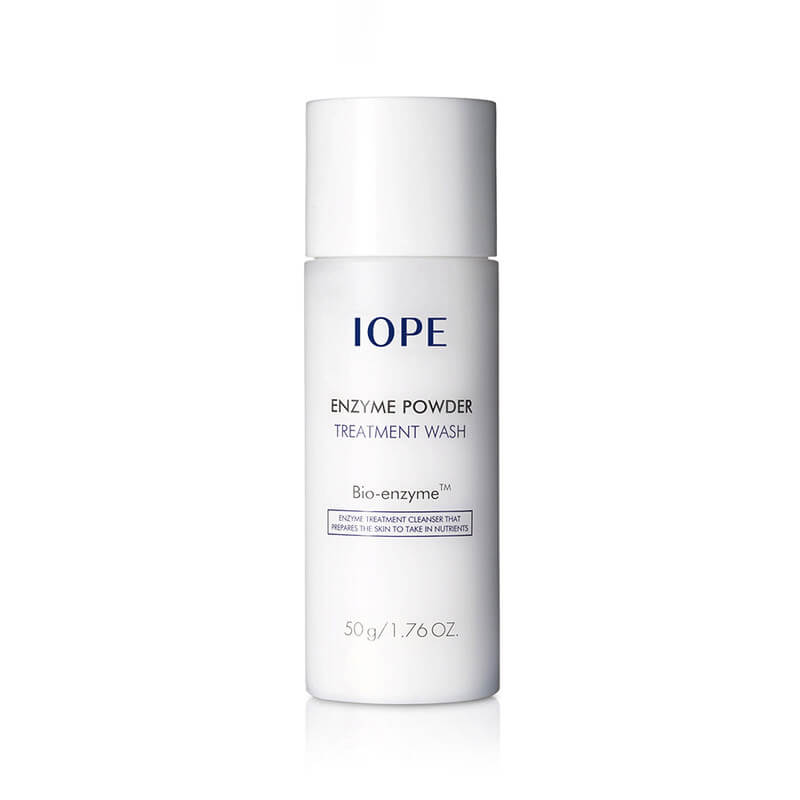 IOPE
ENZYME POWDER
TREATMENT WASH
Bio-enzyme™
ENZYME TREATMENT CLEANSER THAT
PREPARES THE SKIN TO TAKE IN NUTRIENTS
50g/1.76 OZ.